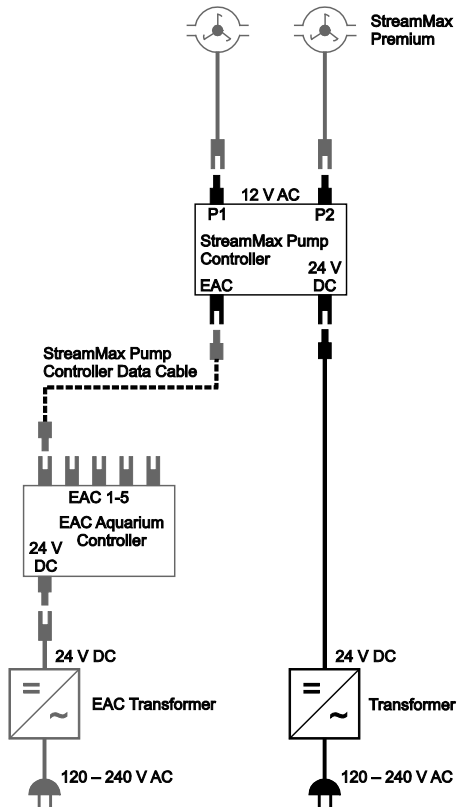 StreamMax
Premium
12 V AC
P1
P2
StreamMax Pump
Controller
24 V
EAC
DC
StreamMax Pump
Controller Data Cable
EAC 1-5
EAC Aquarium
Controller
24 V
DC
24 V DC
24 V DC
EAC Transformer
Transformer
120 – 240 V AC
120 – 240 V AC